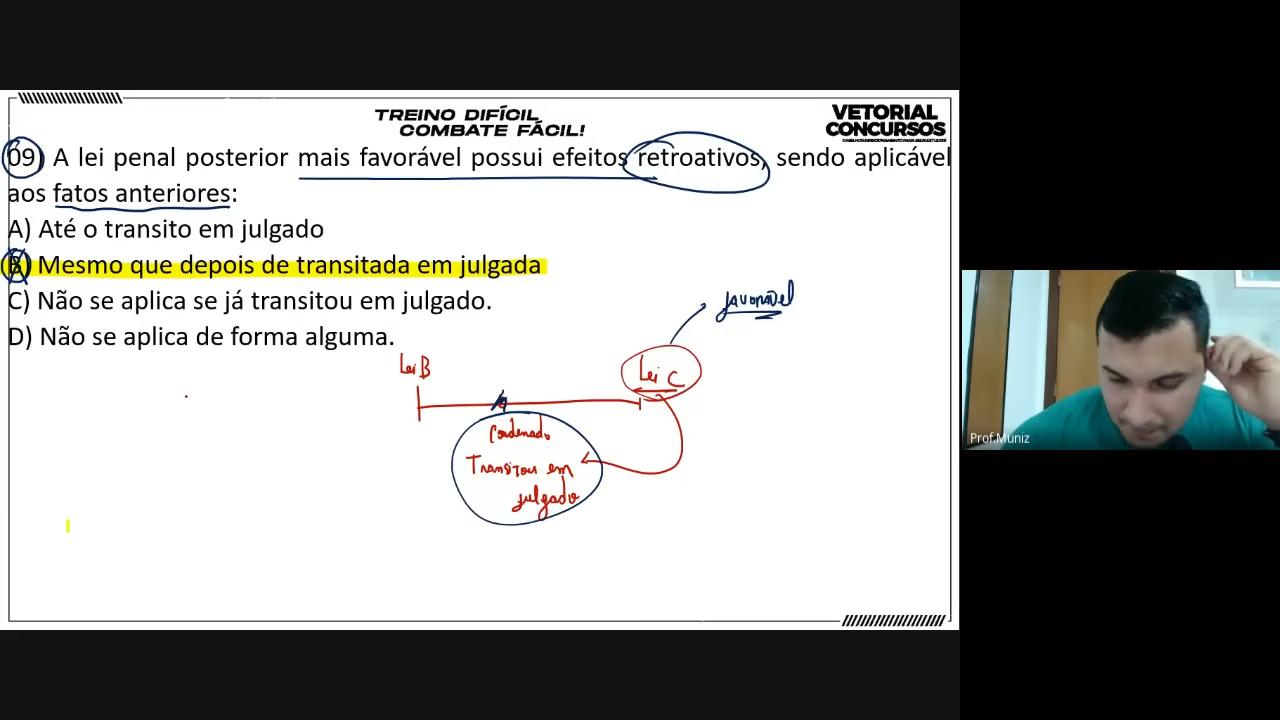 TREINO DIFÍCIL
COMBATE FÁCIL!
VETORIAL
CONCURSOS
09) A lei penal posterior mais favorável possui efeitos retroativos, sendo aplicável
aos fatos anteriores:
A) Até o transito em julgado
B) Mesmo que depois de transitada em julgada
C) Não se aplica se já transitou em julgado.
D) Não se aplica de forma alguma.
favorável
Lei B
Lei C
Condenado
Transitou em
julgado
Prof.Muniz